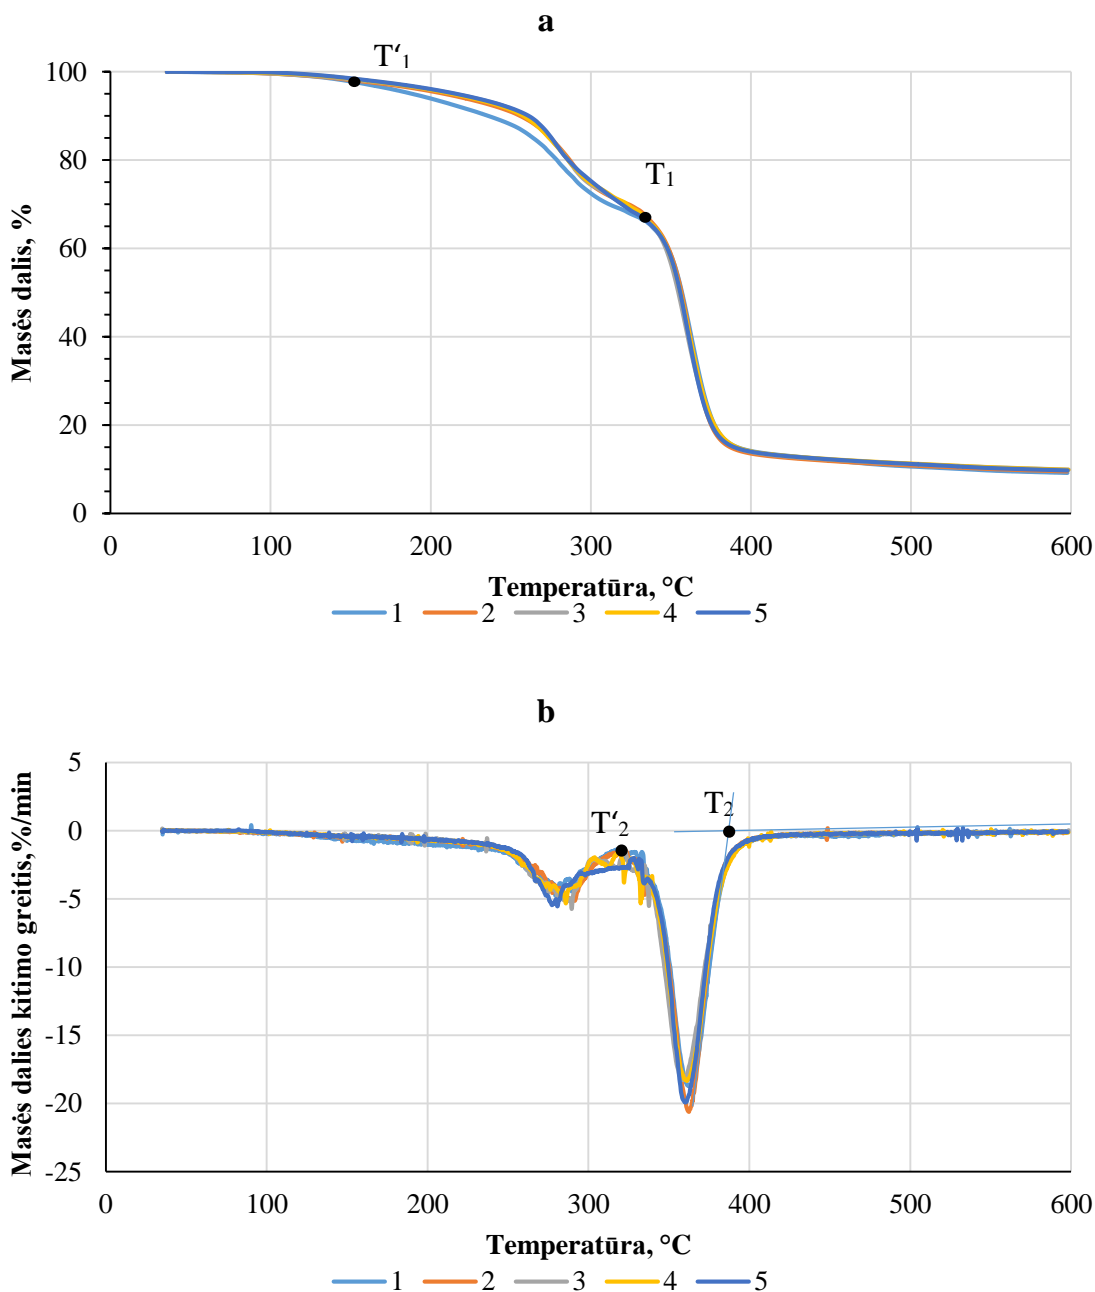 a
T‘1
100
80
T1
60
40
20
0
Masės dalis, %
0 100 200 300 400 500 600
Temperatūra, °C
1 2 3 4 5
b
5
0
T‘2 T2
-5
-10
-15
-20
-25
Masės dalies kitimo greitis,%/min
0 100 200 300 400 500 600
Temperatūra, °C
1 2 3 4 5